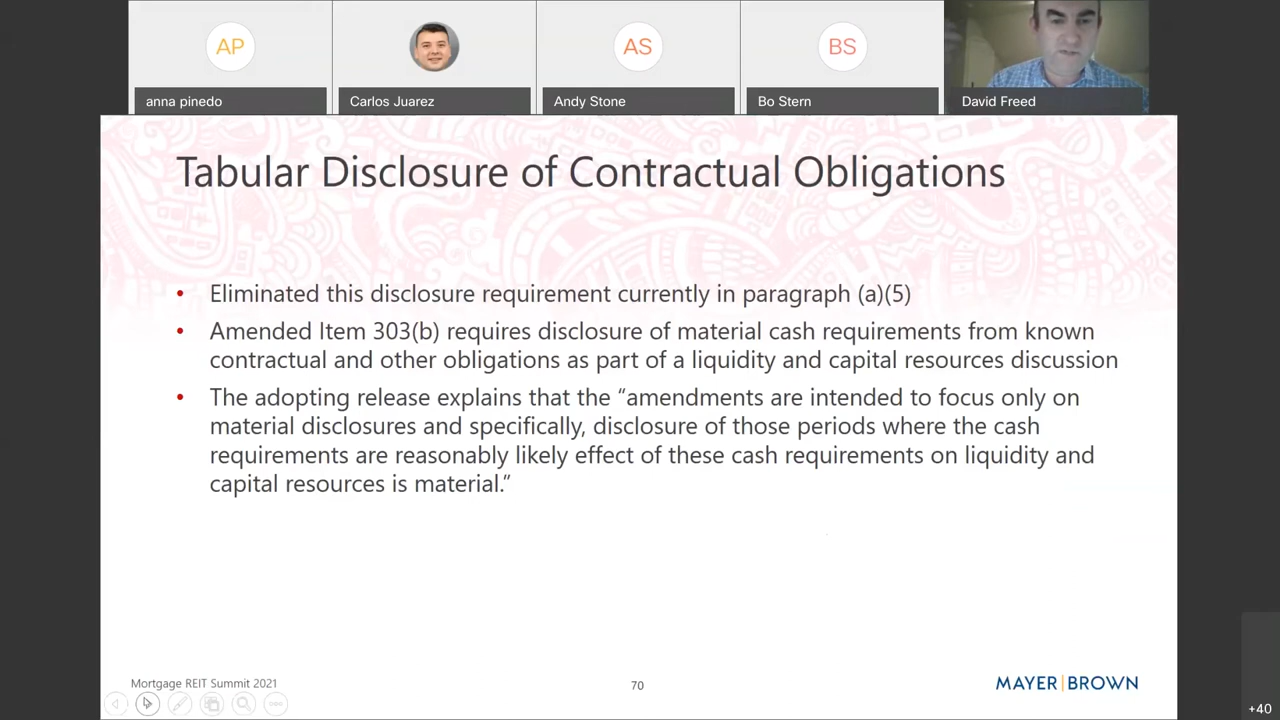 AP
AS
BS
anna pinedo
Carlos Juarez
Andy Stone
Bo Stern
David Freed
Tabular Disclosure of Contractual Obligations
• Eliminated this disclosure requirement currently in paragraph (a)(5)
• Amended Item 303(b) requires disclosure of material cash requirements from known
contractual and other obligations as part of a liquidity and capital resources discussion
• The adopting release explains that the “amendments are intended to focus only on
material disclosures and specifically, disclosure of those periods where the cash
requirements are reasonably likely effect of these cash requirements on liquidity and
capital resources is material.”
Mortgage REIT Summit 2021
70
MAYER | BROWN
+40